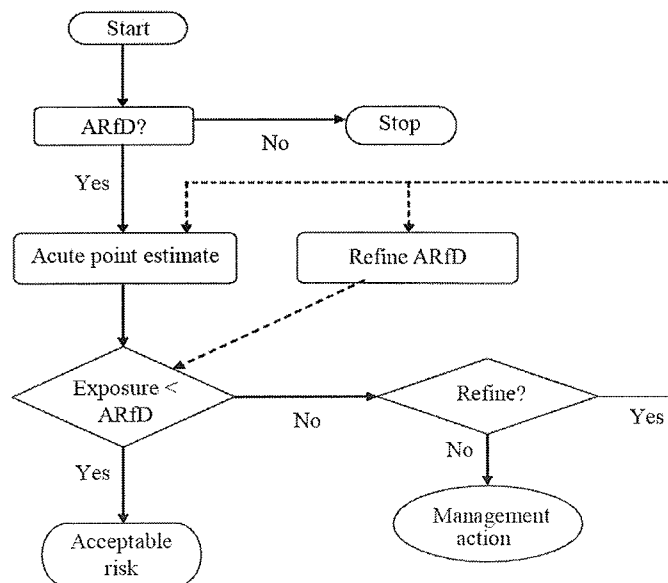 Start
ARfD?
No
Stop
Yes
Acute point estimate
Refine ARfD
Exposure <
ARfD
No
Refine?
Yes
Yes
No
Acceptable
risk
Management
action